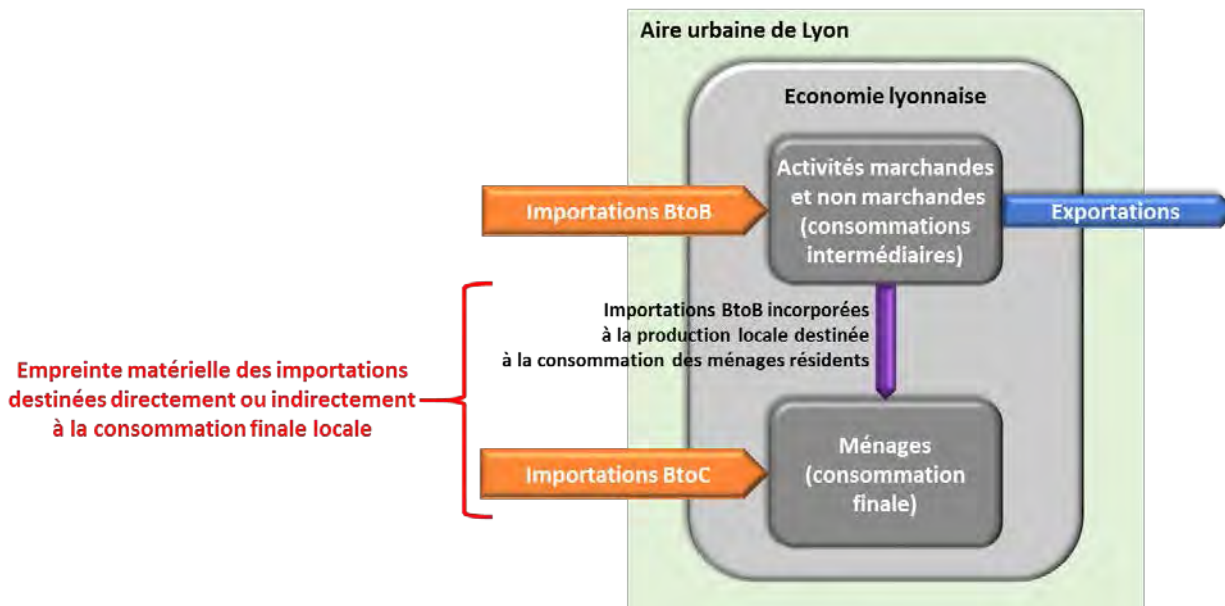 Aire urbaine de Lyon
Economie lyonnaise
Activités marchandes
et non marchandes
(consommations
intermédiaires)
Importations BtoB
Exportations
Importations BtoB incorporées
à la production locale destinée
à la consommation des ménages résidents
Empreinte matérielle des importations
destinées directement ou indirectement
à la consommation finale locale
Importations BtoC
Ménages
(consommation
finale)